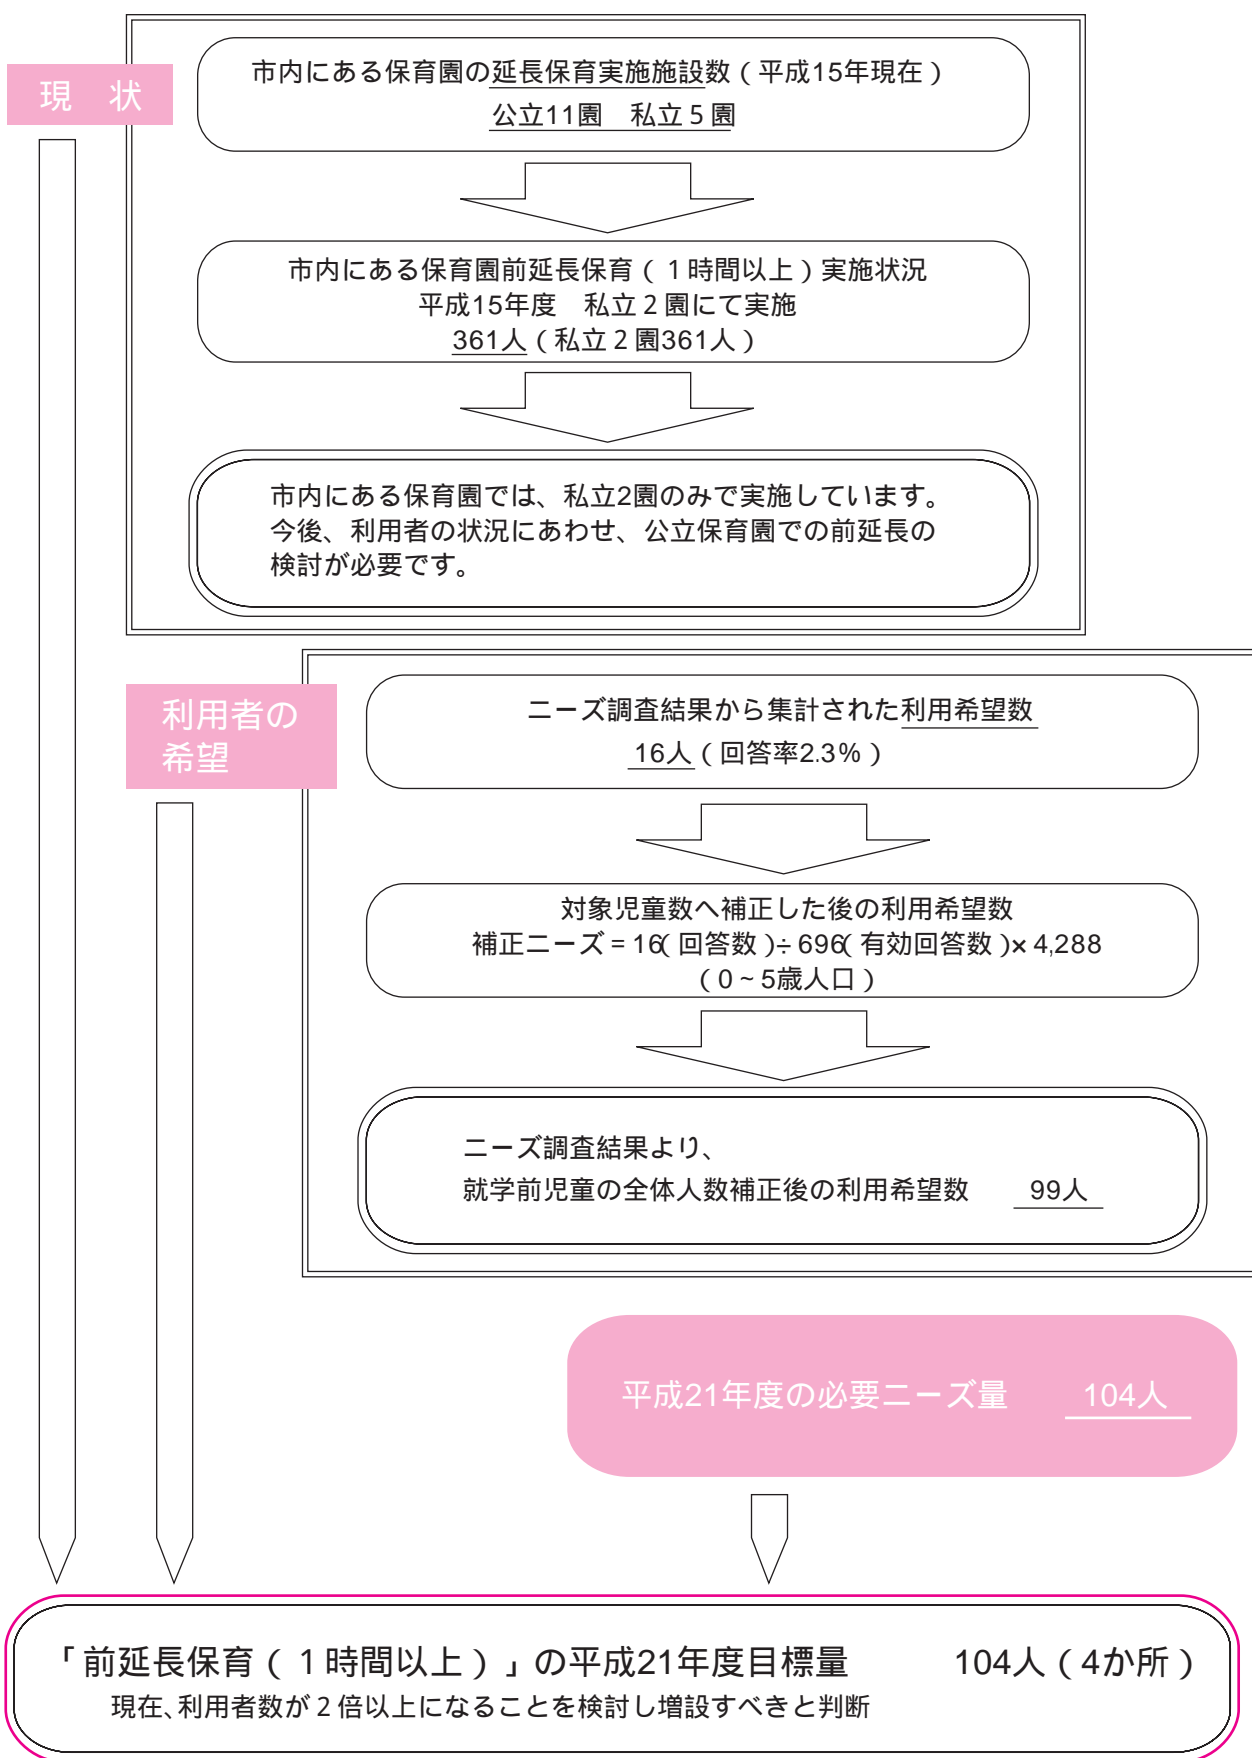 現　状
市内にある保育園の延長保育実施施設数（平成15年現在）
公立11園　私立５園
市内にある保育園前延長保育（１時間以上）実施状況
平成15年度　私立２園にて実施
361人（私立２園361人）
市内にある保育園では、私立2園のみで実施しています。
今後、利用者の状況にあわせ、公立保育園での前延長の
検討が必要です。
利用者の
希望
ニーズ調査結果から集計された利用希望数
16人（回答率2.3％）
対象児童数へ補正した後の利用希望数
補正ニーズ＝16（回答数）÷696（有効回答数）×4,288
（0～5歳人口）
ニーズ調査結果より、
就学前児童の全体人数補正後の利用希望数　99人
平成21年度の必要ニーズ量　104人
「前延長保育（１時間以上）」の平成21年度目標量　104人（4か所）
現在、利用者数が２倍以上になることを検討し増設すべきと判断